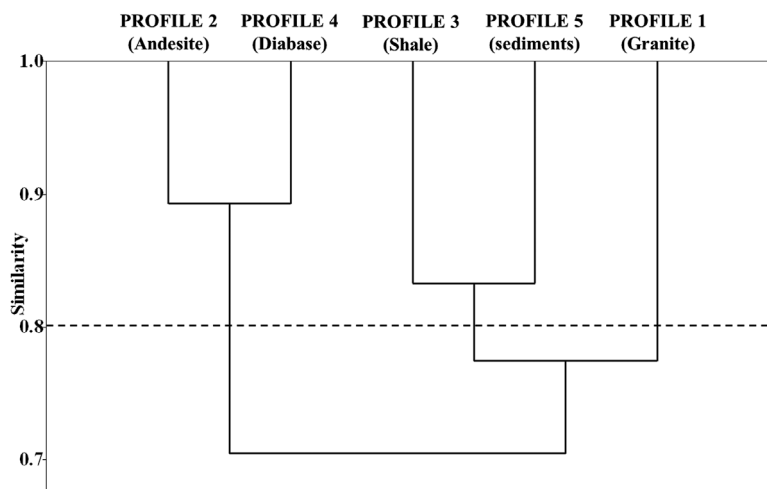 PROFILE 2 PROFILE 4 PROFILE 3 PROFILE 5 PROFILE 1
(Andesite) (Diabase) (Shale) (sediments) (Granite)
1.0
0.9
Similarity
0.8
0.7